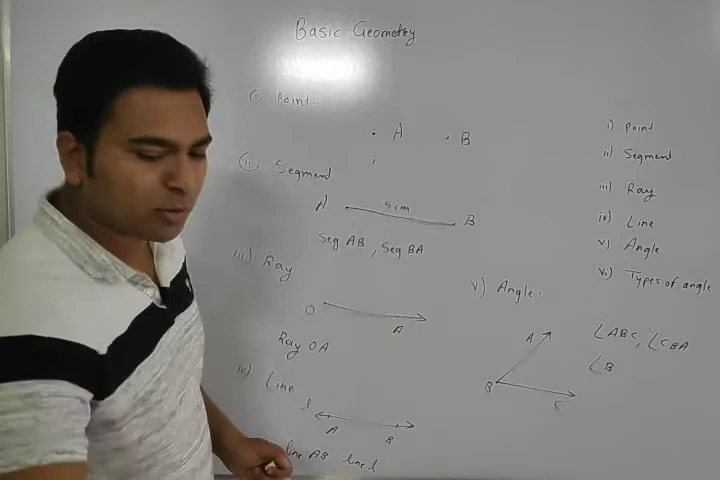 Basic Geometry
(i) Point:
A B
(ii) Segment
A 5cm B
Seg AB, Seg BA
iii) Ray
O A
Ray OA
iv) Line
l
A B
line AB line l
i) Point
ii) Segment
iii) Ray
iv) Line
v) Angle
vi) Types of angle
v) Angle:
A
B C
∠ABC, ∠CBA
∠B